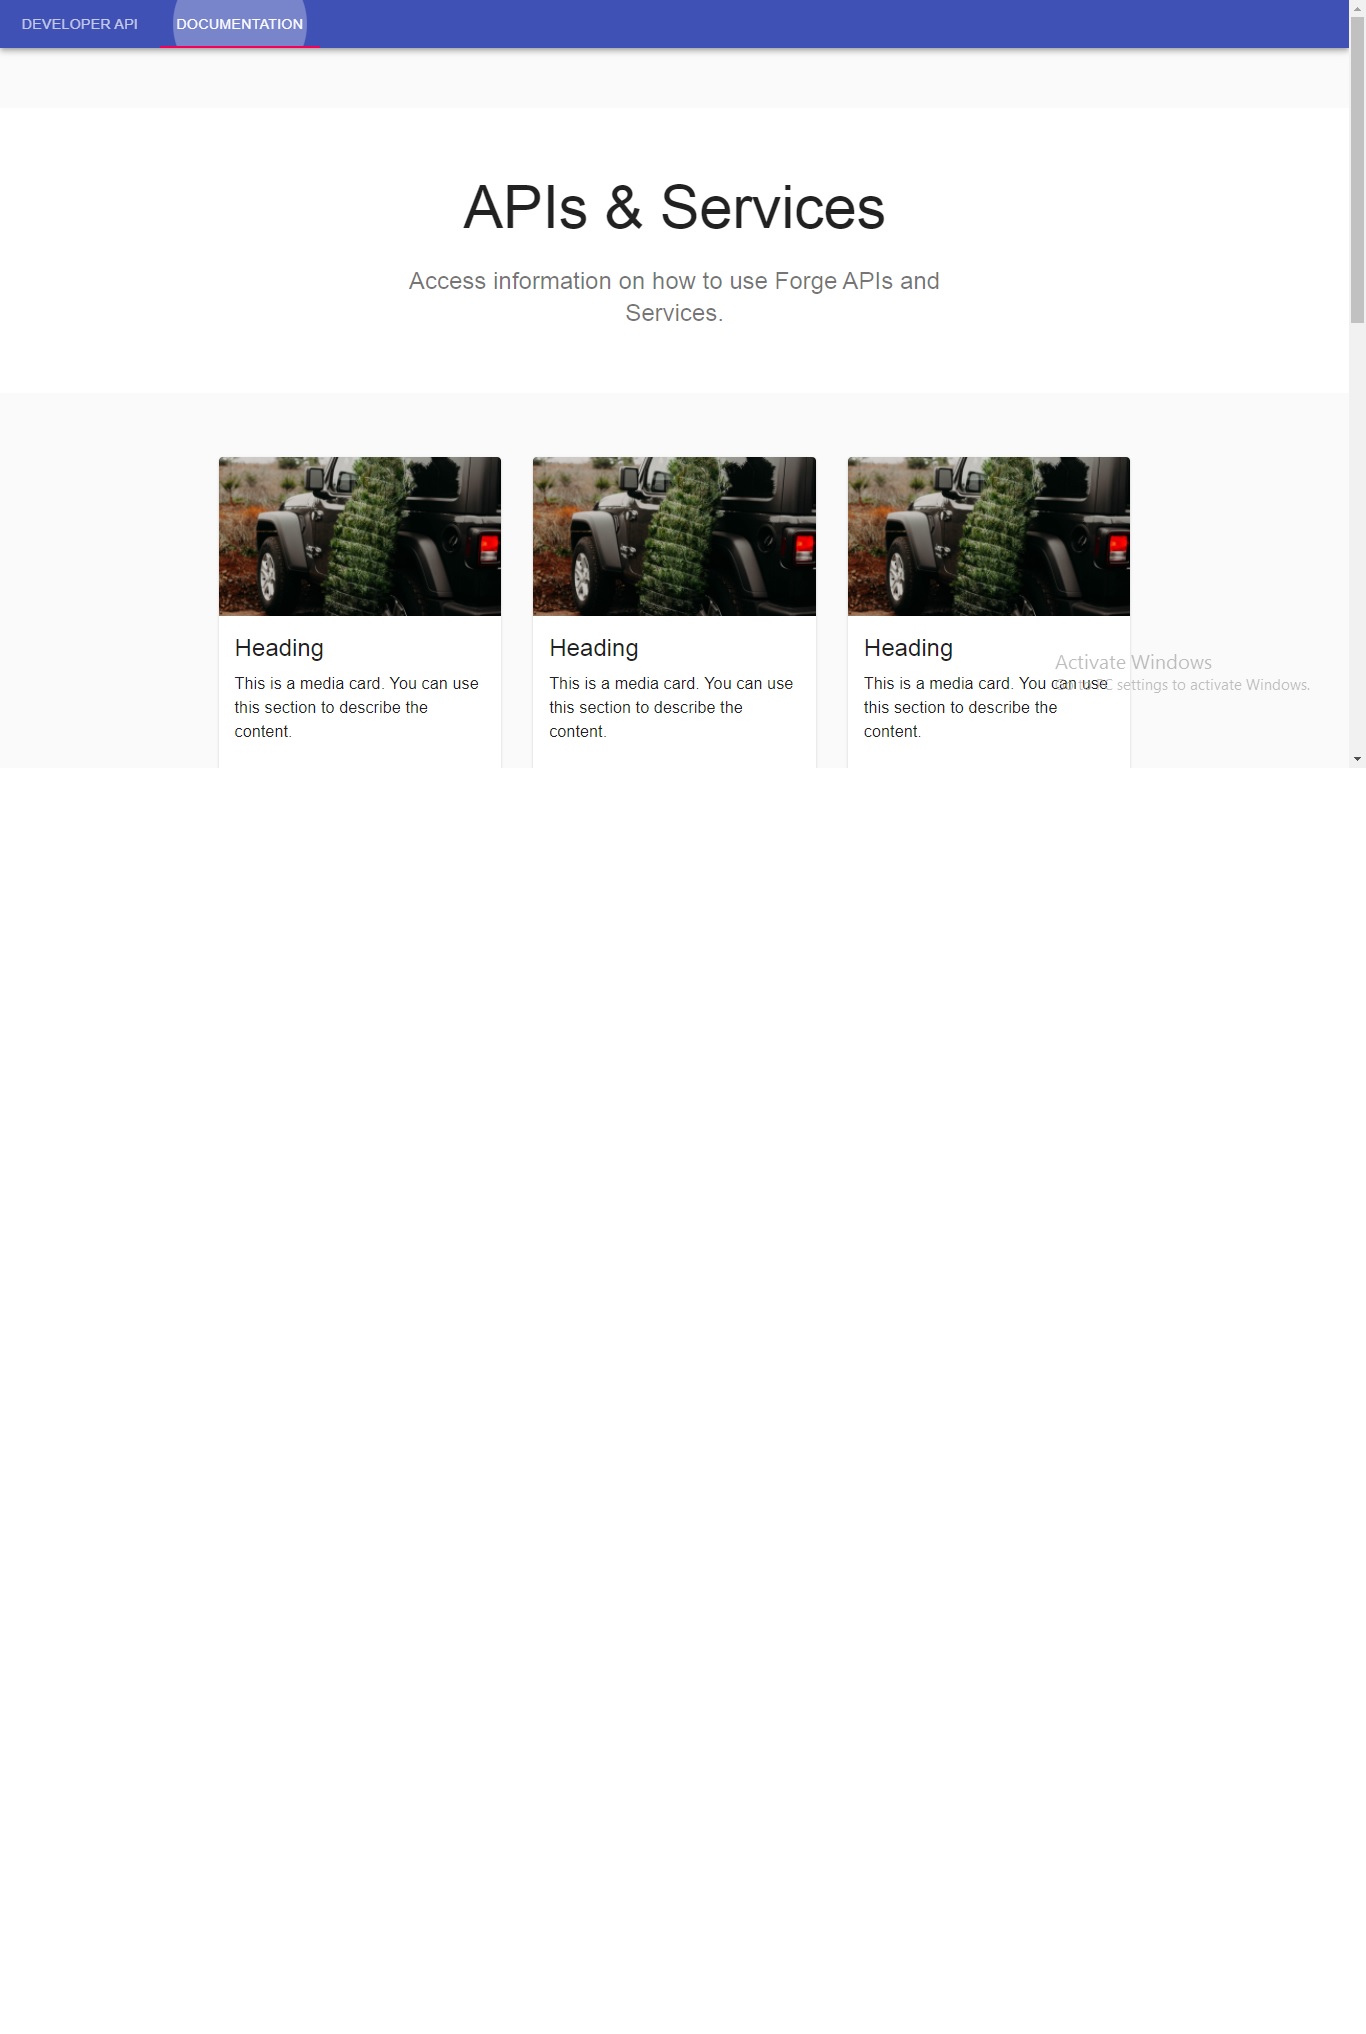 DEVELOPER API DOCUMENTATION
APIs & Services
Access information on how to use Forge APIs and
Services.
Heading
This is a media card. You can use
this section to describe the
content.
Heading
This is a media card. You can use
this section to describe the
content.
Heading
This is a media card. You can use
this section to describe the
content.
Activate Windows
Go to PC settings to activate Windows.